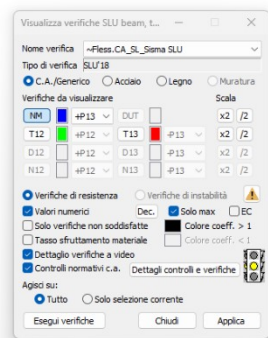 Visualizza verifiche SLU beam, t...
Nome verifica ~Fless.CA_SL_Sisma SLU
Tipo di verifica SLU'18
C.A./Generico Acciaio Legno Muratura
Verifiche da visualizzare Scala
NM +P13 DUT x2 /2
T12 +P12 T13 +P13 x2 /2
D12 +P12 D13 +P13 x2 /2
N12 +P12 N13 +P13 x2 /2
Verifiche di resistenza Verifiche di instabilità
Valori numerici Dec. Solo max EC
Solo verifiche non soddisfatte Colore coeff. > 1
Tasso sfruttamento materiale Colore coeff. < 1
Dettaglio verifiche a video
Controlli normativi c.a. Dettagli controlli e verifiche
Agisci su:
Tutto Solo selezione corrente
Esegui verifiche Chiudi Applica